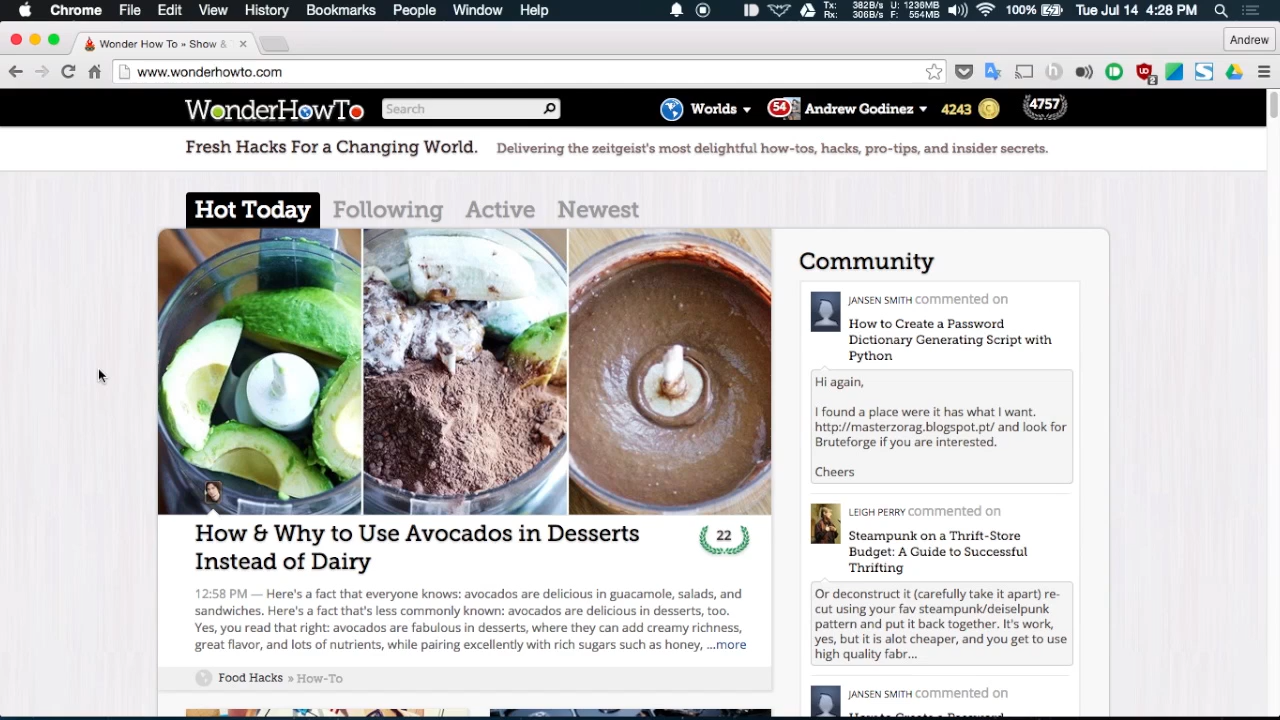 Chrome File Edit View History Bookmarks People Window Help
Tx: 382B/s U: 1236MB
Rx: 306B/s F: 554MB
100% Tue Jul 14 4:28 PM
Wonder How To » Show &
Andrew
www.wonderhowto.com
WonderHowTo
Search
Worlds
54
Andrew Godinez
4243
4757
Fresh Hacks For a Changing World.
Delivering the zeitgeist's most delightful how-tos, hacks, pro-tips, and insider secrets.
Hot Today Following Active Newest
How & Why to Use Avocados in Desserts
Instead of Dairy
22
12:58 PM — Here's a fact that everyone knows: avocados are delicious in guacamole, salads, and
sandwiches. Here's a fact that's less commonly known: avocados are delicious in desserts, too.
Yes, you read that right: avocados are fabulous in desserts, where they can add creamy richness,
great flavor, and lots of nutrients, while pairing excellently with rich sugars such as honey, ...more
Food Hacks » How-To
Community
JANSEN SMITH commented on
How to Create a Password
Dictionary Generating Script with
Python
Hi again,
I found a place were it has what I want.
http://masterzorag.blogspot.pt/ and look for
Bruteforge if you are interested.
Cheers
LEIGH PERRY commented on
Steampunk on a Thrift-Store
Budget: A Guide to Successful
Thrifting
Or deconstruct it (carefully take it apart) re-
cut using your fav steampunk/deiselpunk
pattern and put it back together. It's work,
yes, but it is alot cheaper, and you get to use
high quality fabr...
JANSEN SMITH commented on
How to Create a Password